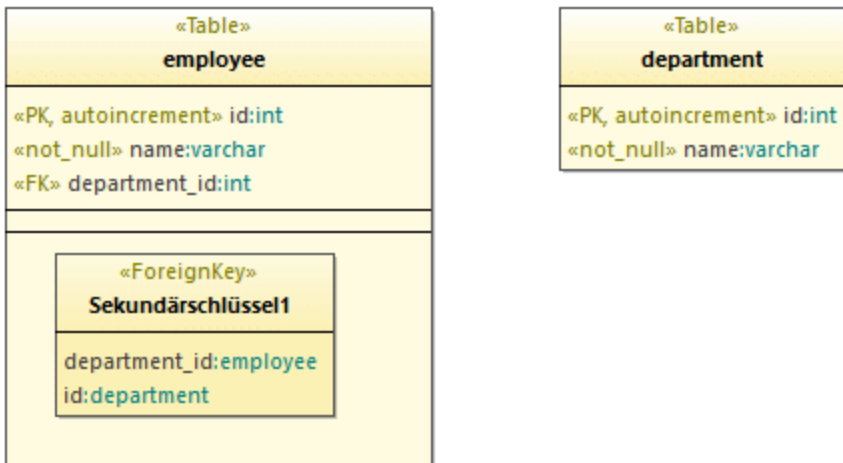 «Table»
employee
«PK, autoincrement» id:int
«not_null» name:varchar
«FK» department_id:int
«ForeignKey»
Sekundärschlüssel1
department_id:employee
id:department
«Table»
department
«PK, autoincrement» id:int
«not_null» name:varchar